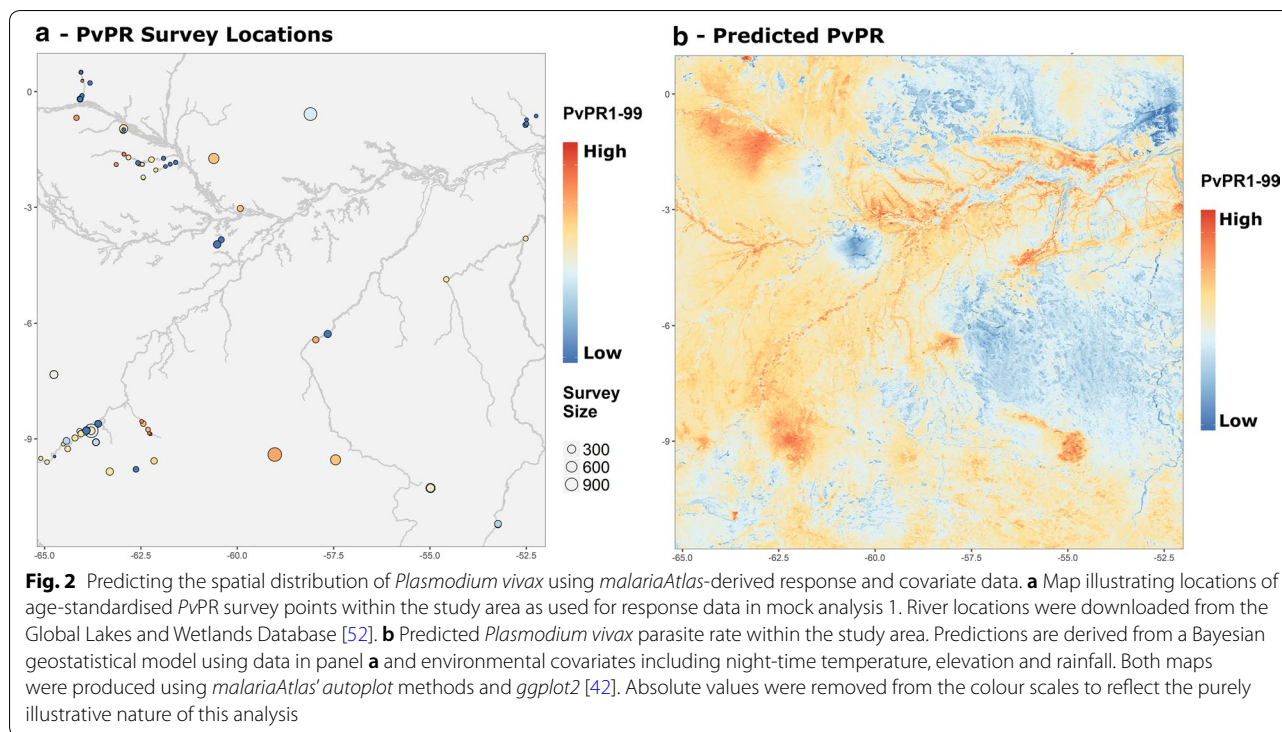 a - PvPR Survey Locations
0
-3
-6
-9
-65.0 -62.5 -60.0 -57.5 -55.0 -52.5
PvPR1-99
High
Low
Survey
Size
300
600
900
b - Predicted PvPR
0
-3
-6
-9
-65.0 -62.5 -60.0 -57.5 -55.0 -52.5
PvPR1-99
High
Low
Fig. 2 Predicting the spatial distribution of Plasmodium vivax using malariaAtlas-derived response and covariate data. a Map illustrating locations of
age-standardised PvPR survey points within the study area as used for response data in mock analysis 1. River locations were downloaded from the
Global Lakes and Wetlands Database [52]. b Predicted Plasmodium vivax parasite rate within the study area. Predictions are derived from a Bayesian
geostatistical model using data in panel a and environmental covariates including night-time temperature, elevation and rainfall. Both maps
were produced using malariaAtlas' autoplot methods and ggplot2 [42]. Absolute values were removed from the colour scales to reflect the purely
illustrative nature of this analysis